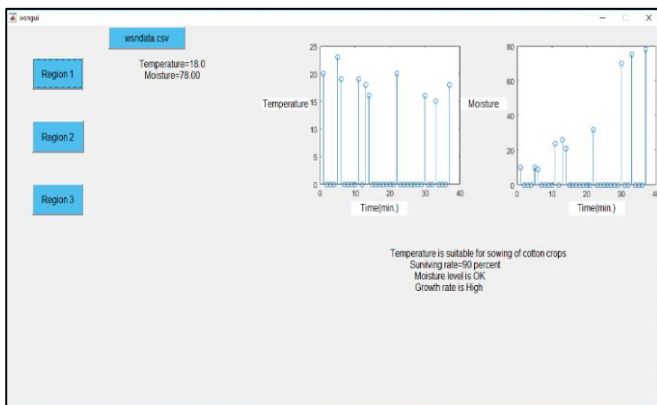 wsngui
wsndata.csv
Region 1
Temperature=18.0
Moisture=78.00
Region 2
Region 3
25
20
15
10
5
0
Temperature
0 10 20 30 40
Time(min.)
80
60
40
20
0
Moisture
0 10 20 30 40
Time(min.)
Temperature is suitable for sowing of cotton crops
Surviving rate=90 percent
Moisture level is OK
Growth rate is High